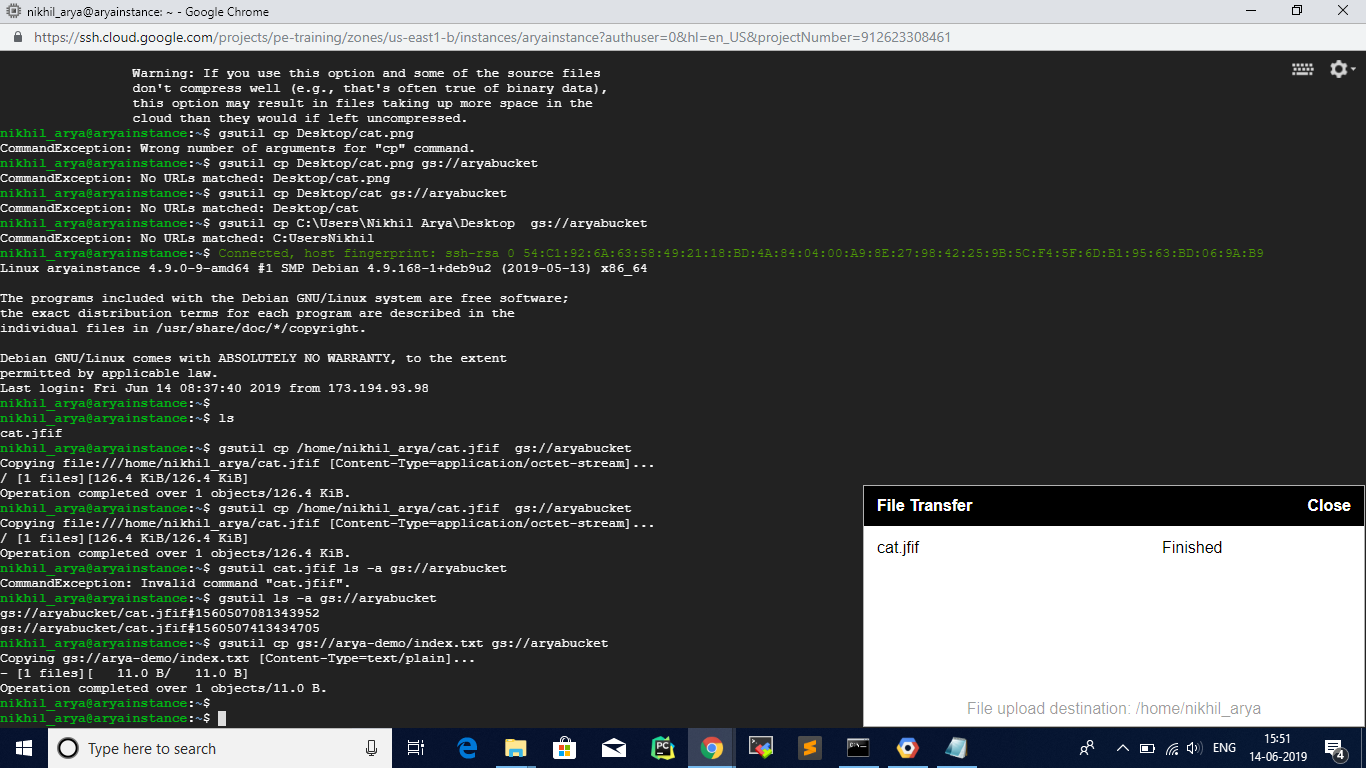 nikhil_arya@aryainstance: ~ - Google Chrome
https://ssh.cloud.google.com/projects/pe-training/zones/us-east1-b/instances/aryainstance?authuser=0&hl=en_US&projectNumber=912623308461
Warning: If you use this option and some of the source files
don't compress well (e.g., that's often true of binary data),
this option may result in files taking up more space in the
cloud than they would if left uncompressed.
nikhil_arya@aryainstance:~$ gsutil cp Desktop/cat.png
CommandException: Wrong number of arguments for "cp" command.
nikhil_arya@aryainstance:~$ gsutil cp Desktop/cat.png gs://aryabucket
CommandException: No URLs matched: Desktop/cat.png
nikhil_arya@aryainstance:~$ gsutil cp Desktop/cat gs://aryabucket
CommandException: No URLs matched: Desktop/cat
nikhil_arya@aryainstance:~$ gsutil cp C:\Users\Nikhil Arya\Desktop  gs://aryabucket
CommandException: No URLs matched: C:UsersNikhil
nikhil_arya@aryainstance:~$ Connected, host fingerprint: ssh-rsa 0 54:C1:92:6A:63:58:49:21:18:BD:4A:84:04:00:A9:8E:27:98:42:25:9B:5C:F4:5F:6D:B1:95:63:BD:06:9A:B9
Linux aryainstance 4.9.0-9-amd64 #1 SMP Debian 4.9.168-1+deb9u2 (2019-05-13) x86_64
The programs included with the Debian GNU/Linux system are free software;
the exact distribution terms for each program are described in the
individual files in /usr/share/doc/*/copyright.
Debian GNU/Linux comes with ABSOLUTELY NO WARRANTY, to the extent
permitted by applicable law.
Last login: Fri Jun 14 08:37:40 2019 from 173.194.93.98
nikhil_arya@aryainstance:~$
nikhil_arya@aryainstance:~$ ls
cat.jfif
nikhil_arya@aryainstance:~$ gsutil cp /home/nikhil_arya/cat.jfif  gs://aryabucket
Copying file:///home/nikhil_arya/cat.jfif [Content-Type=application/octet-stream]...
/ [1 files][126.4 KiB/126.4 KiB]
Operation completed over 1 objects/126.4 KiB.
nikhil_arya@aryainstance:~$ gsutil cp /home/nikhil_arya/cat.jfif  gs://aryabucket
Copying file:///home/nikhil_arya/cat.jfif [Content-Type=application/octet-stream]...
/ [1 files][126.4 KiB/126.4 KiB]
Operation completed over 1 objects/126.4 KiB.
nikhil_arya@aryainstance:~$ gsutil cat.jfif ls -a gs://aryabucket
CommandException: Invalid command "cat.jfif".
nikhil_arya@aryainstance:~$ gsutil ls -a gs://aryabucket
gs://aryabucket/cat.jfif#1560507081343952
gs://aryabucket/cat.jfif#1560507413434705
nikhil_arya@aryainstance:~$ gsutil cp gs://arya-demo/index.txt gs://aryabucket
Copying gs://arya-demo/index.txt [Content-Type=text/plain]...
- [1 files][   11.0 B/   11.0 B]
Operation completed over 1 objects/11.0 B.
nikhil_arya@aryainstance:~$
nikhil_arya@aryainstance:~$
File Transfer Close
cat.jfif Finished
File upload destination: /home/nikhil_arya
Type here to search
PC
ENG
15:51
14-06-2019
4